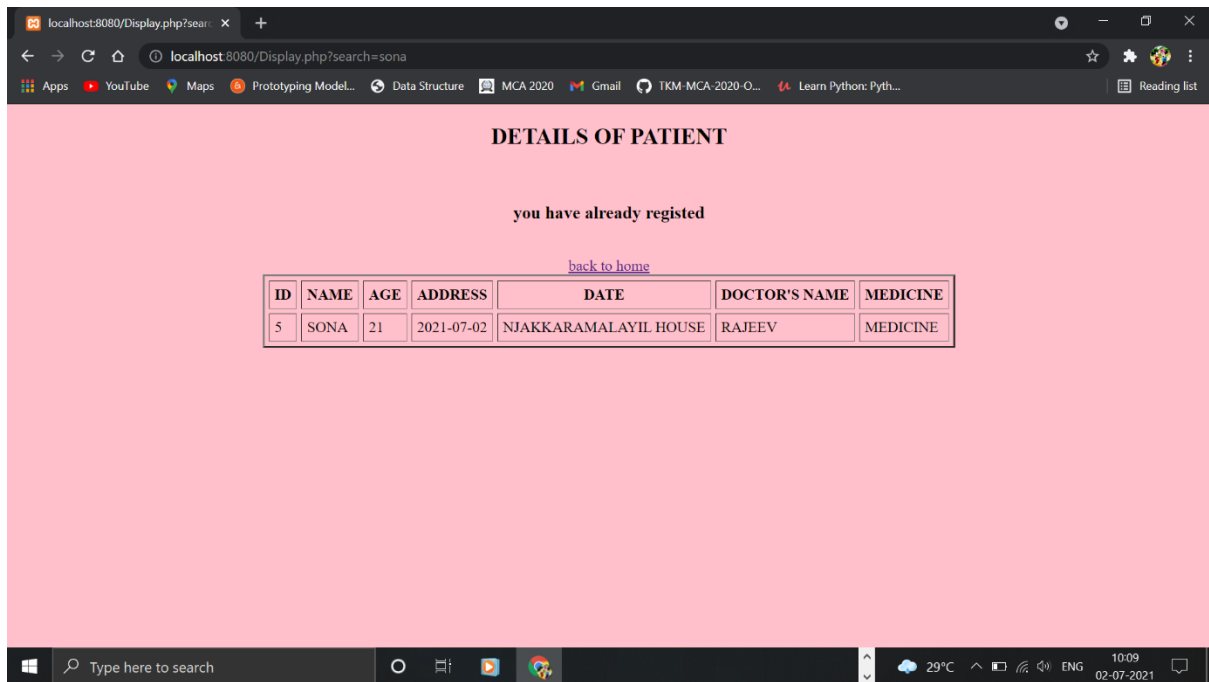 localhost:8080/Display.php?searc
localhost:8080/Display.php?search=sona
Apps YouTube Maps Prototyping Model... Data Structure MCA 2020 Gmail TKM-MCA-2020-O... Learn Python: Pyth... Reading list
DETAILS OF PATIENT
you have already registed
back to home
ID NAME AGE ADDRESS DATE DOCTOR'S NAME MEDICINE
5 SONA 21 2021-07-02 NJAKKARAMALAYIL HOUSE RAJEEV MEDICINE
Type here to search 29°C ENG 10:09
02-07-2021